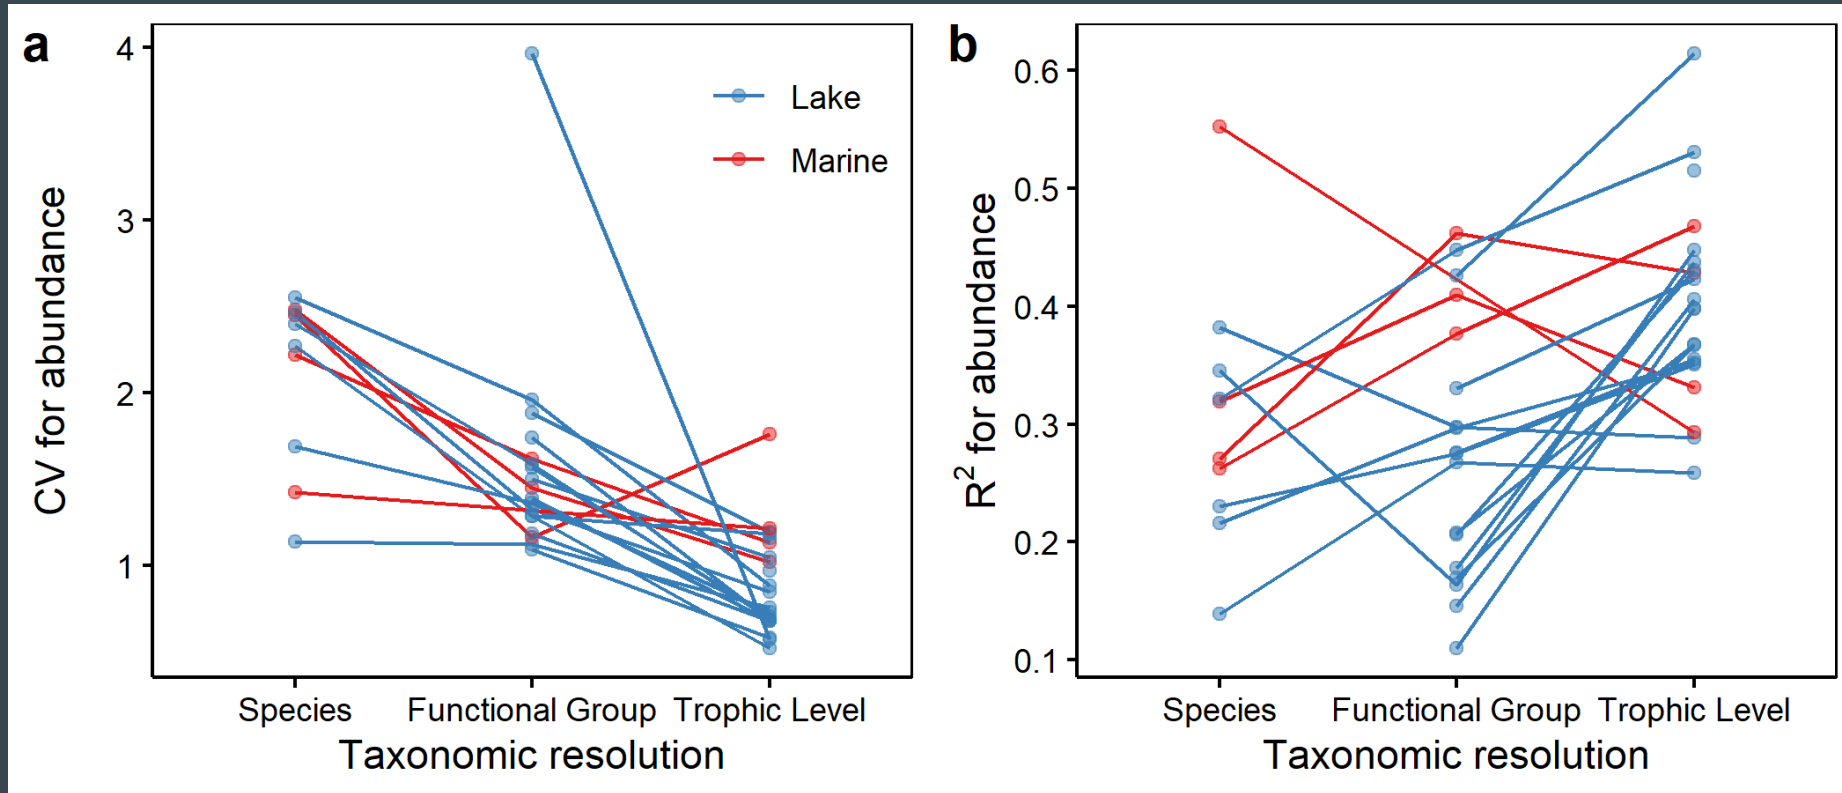 a
4
3
2
1
CV for abundance
Lake
Marine
Species Functional Group Trophic Level
Taxonomic resolution
b
0.6
0.5
0.4
0.3
0.2
0.1
R² for abundance
Species Functional Group Trophic Level
Taxonomic resolution